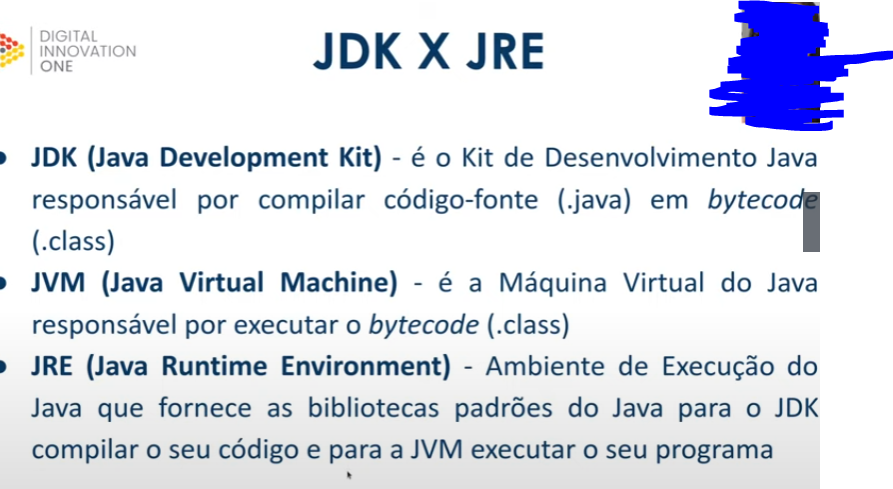 DIGITAL
INNOVATION
ONE
JDK X JRE
JDK (Java Development Kit) - é o Kit de Desenvolvimento Java
responsável por compilar código-fonte (.java) em bytecode
(.class)
JVM (Java Virtual Machine) - é a Máquina Virtual do Java
responsável por executar o bytecode (.class)
JRE (Java Runtime Environment) - Ambiente de Execução do
Java que fornece as bibliotecas padrões do Java para o JDK
compilar o seu código e para a JVM executar o seu programa